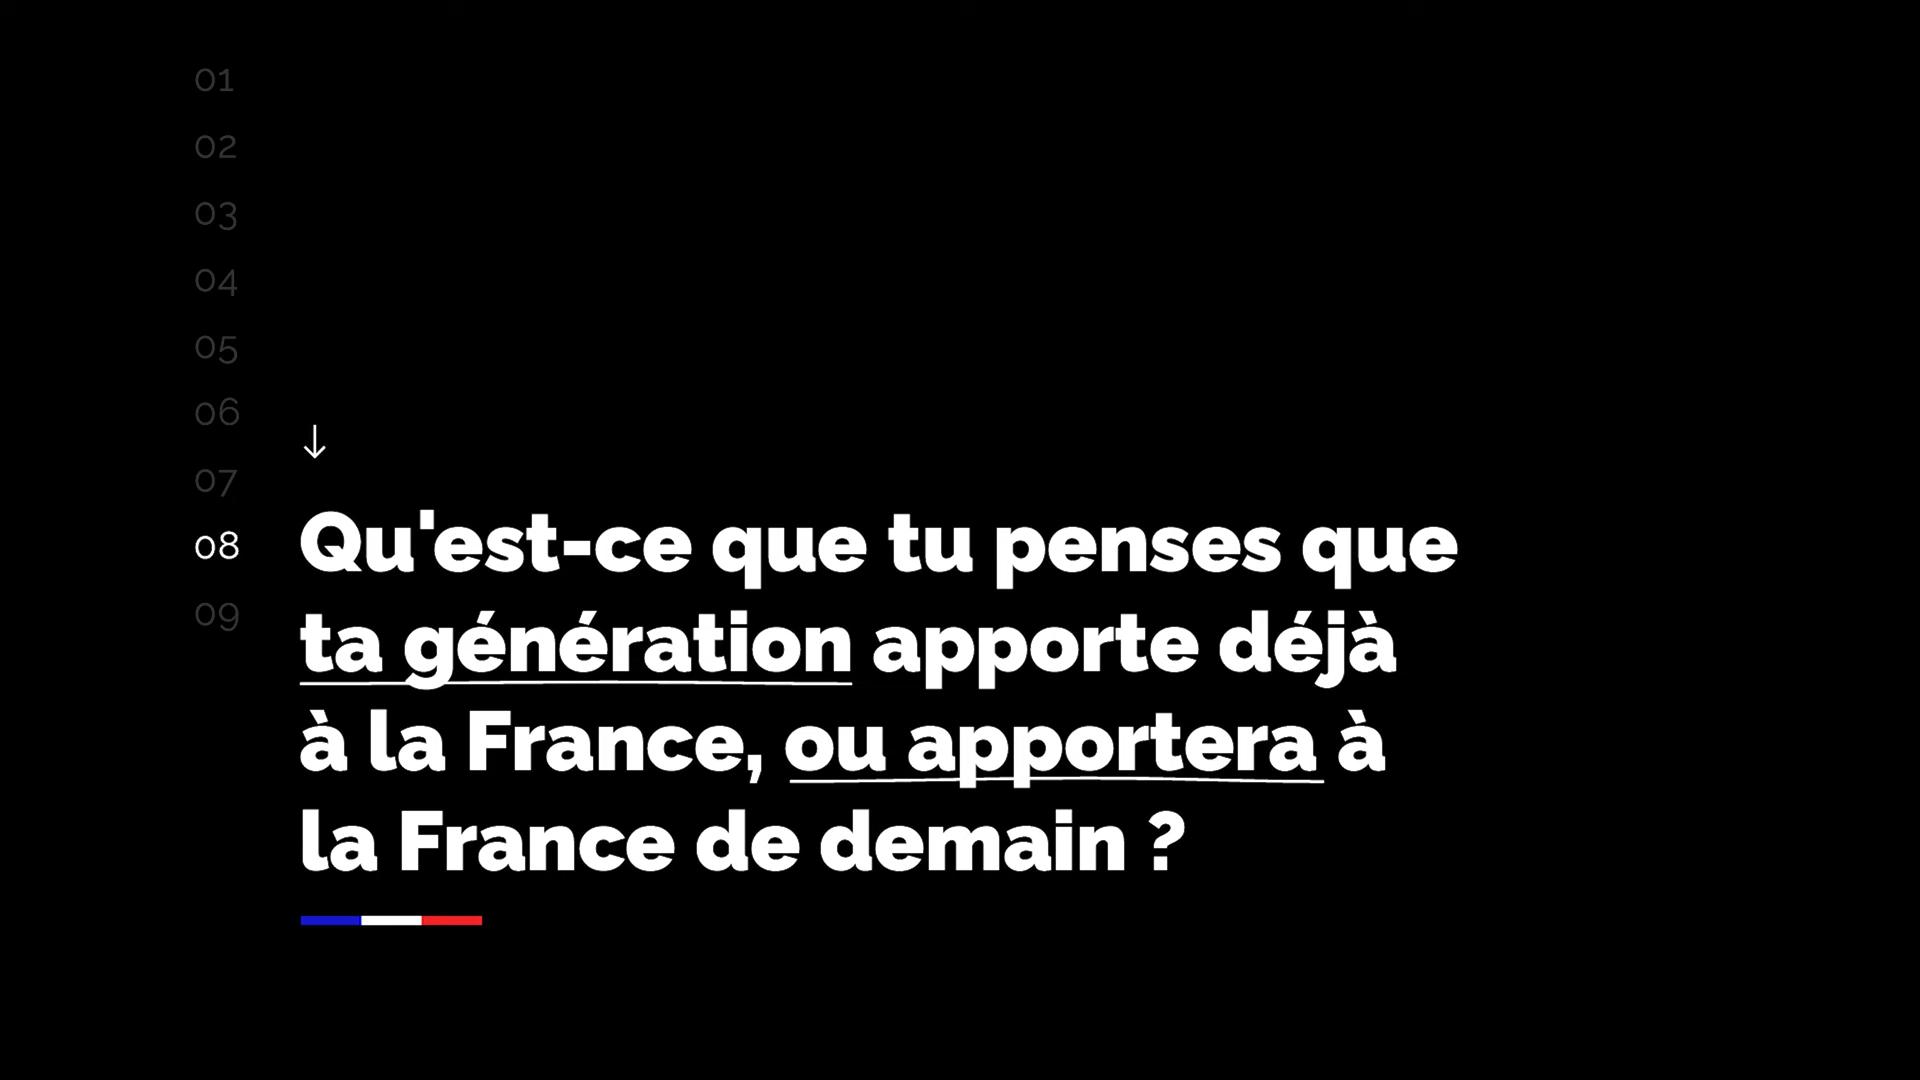 01
02
03
04
05
06
07
08
09
Qu'est-ce que tu penses que
ta génération apporte déjà
à la France, ou apportera à
la France de demain ?